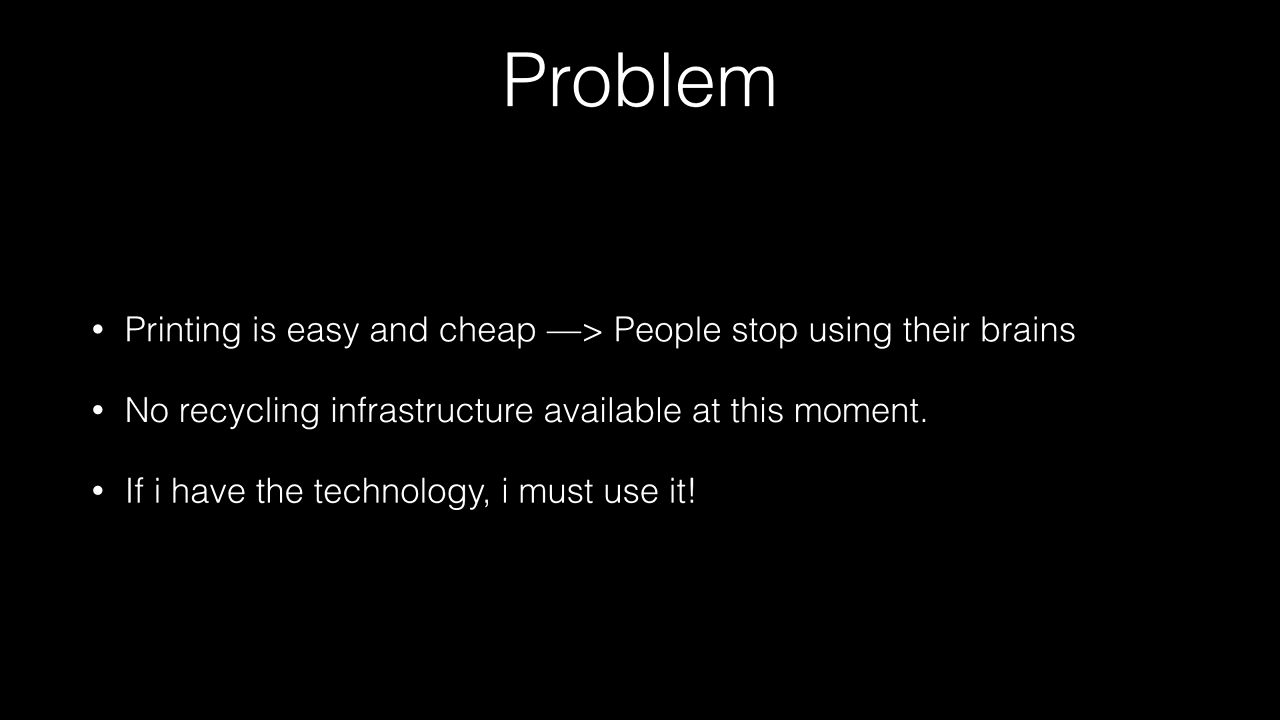 Problem
• Printing is easy and cheap —> People stop using their brains
• No recycling infrastructure available at this moment.
• If i have the technology, i must use it!